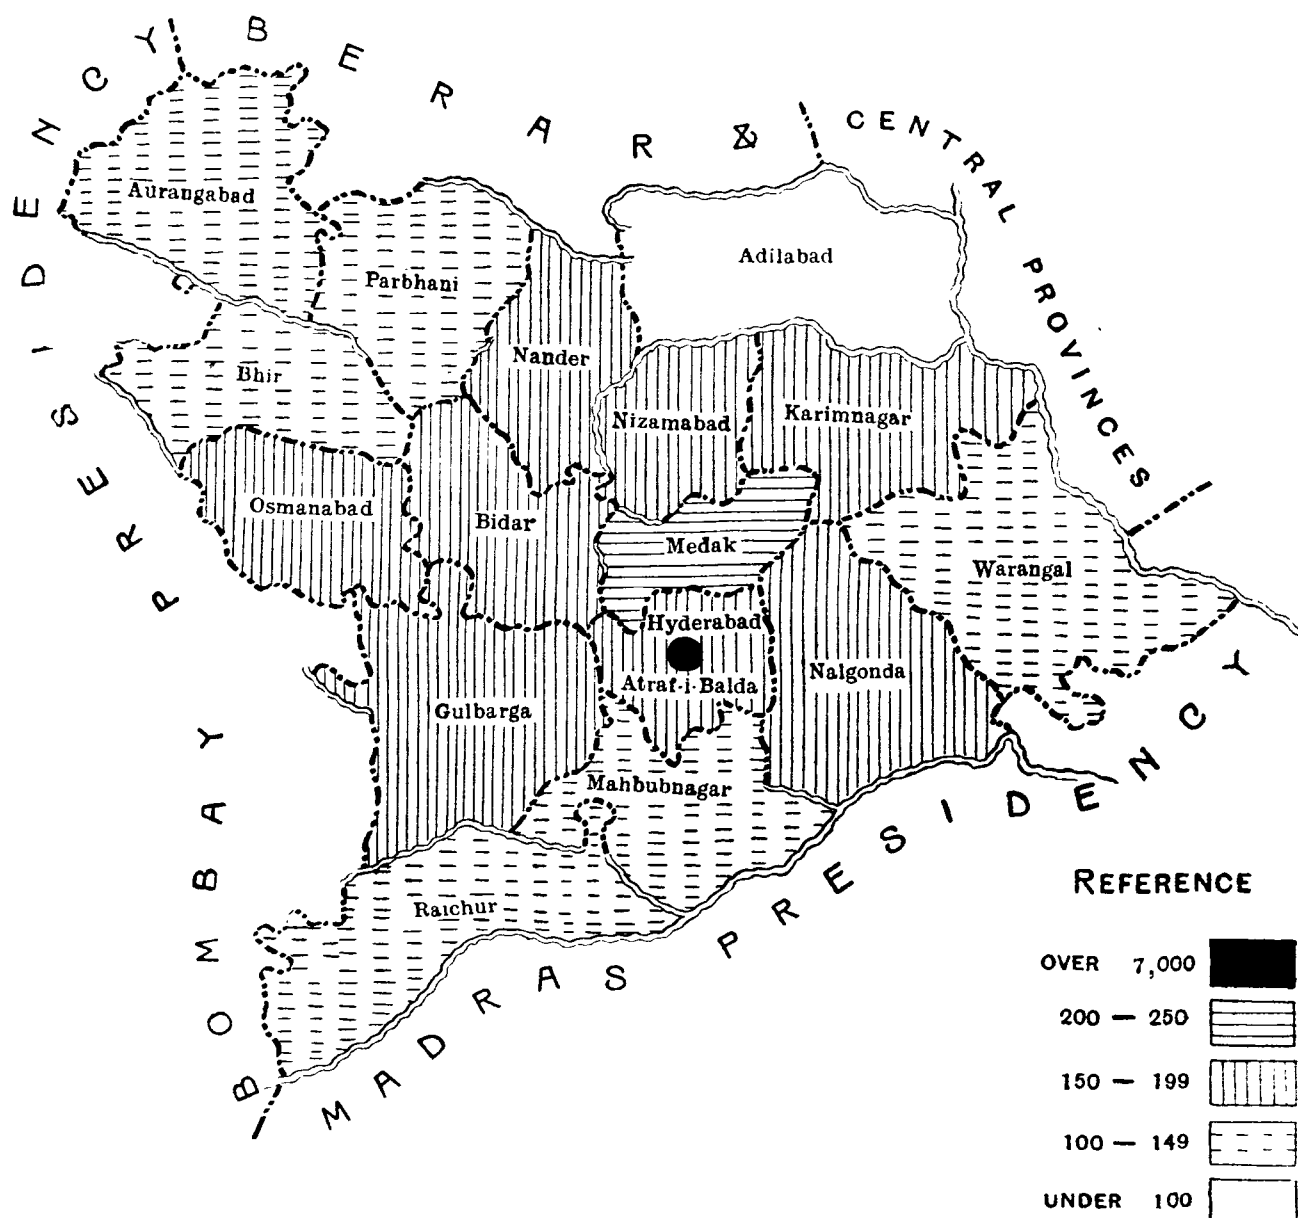 BERAR & CENTRAL PROVINCES
BOMBAY PRESIDENCY
MADRAS PRESIDENCY
Aurangabad
Adilabad
Parbhani
Nander
Bhir
Nizamabad
Karimnagar
Osmanabad
Bidar
Medak
Warangal
Hyderabad
Atraf-i-Balda
Nalgonda
Gulbarga
Mahbubnagar
Raichur
REFERENCE
OVER 7,000
200 — 250
150 — 199
100 — 149
UNDER 100